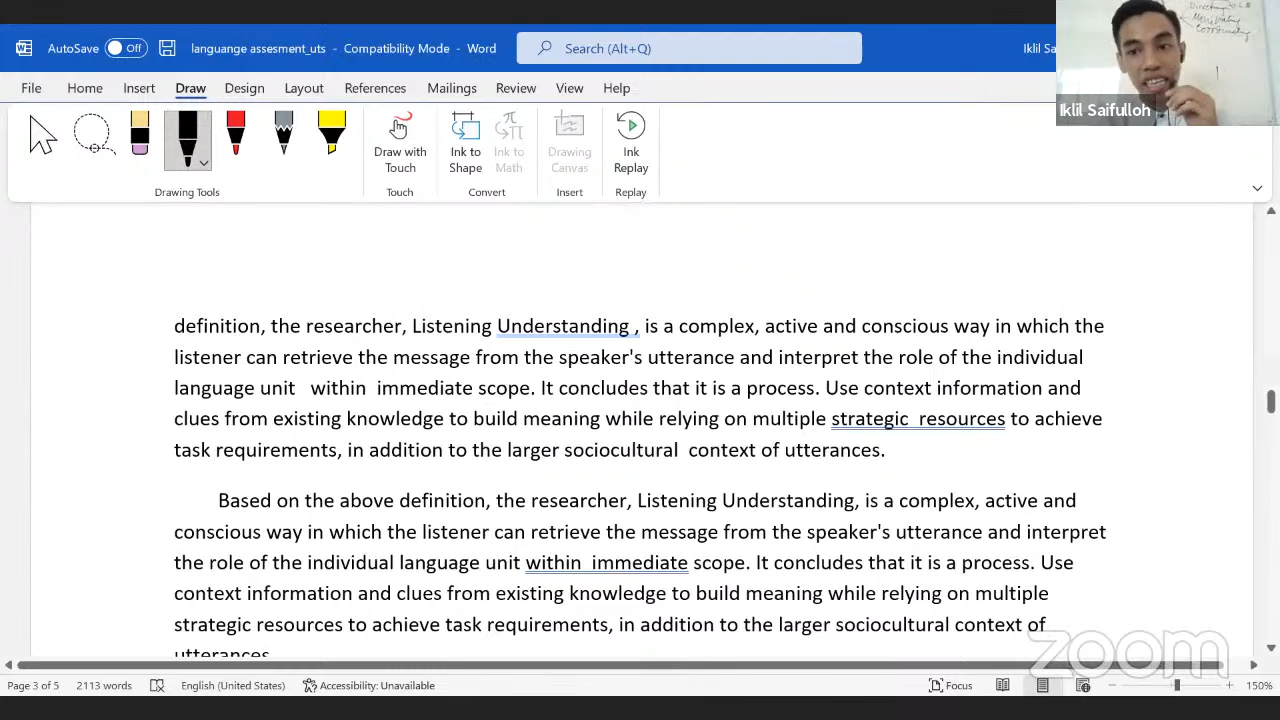 AutoSave Off languange assesment_uts - Compatibility Mode - Word Search (Alt+Q) Iklil Sa
File Home Insert Draw Design Layout References Mailings Review View Help
Directing
Monitoring
Coordinating
Iklil Saifulloh
Draw with Touch
Ink to Shape
Ink to Math
Drawing Canvas
Ink Replay
Drawing Tools Touch Convert Insert Replay
definition, the researcher, Listening Understanding , is a complex, active and conscious way in which the
listener can retrieve the message from the speaker's utterance and interpret the role of the individual
language unit within immediate scope. It concludes that it is a process. Use context information and
clues from existing knowledge to build meaning while relying on multiple strategic resources to achieve
task requirements, in addition to the larger sociocultural context of utterances.
Based on the above definition, the researcher, Listening Understanding, is a complex, active and
conscious way in which the listener can retrieve the message from the speaker's utterance and interpret
the role of the individual language unit within immediate scope. It concludes that it is a process. Use
context information and clues from existing knowledge to build meaning while relying on multiple
strategic resources to achieve task requirements, in addition to the larger sociocultural context of
utterances.
zoom
Page 3 of 5 2113 words English (United States) Accessibility: Unavailable Focus 150%